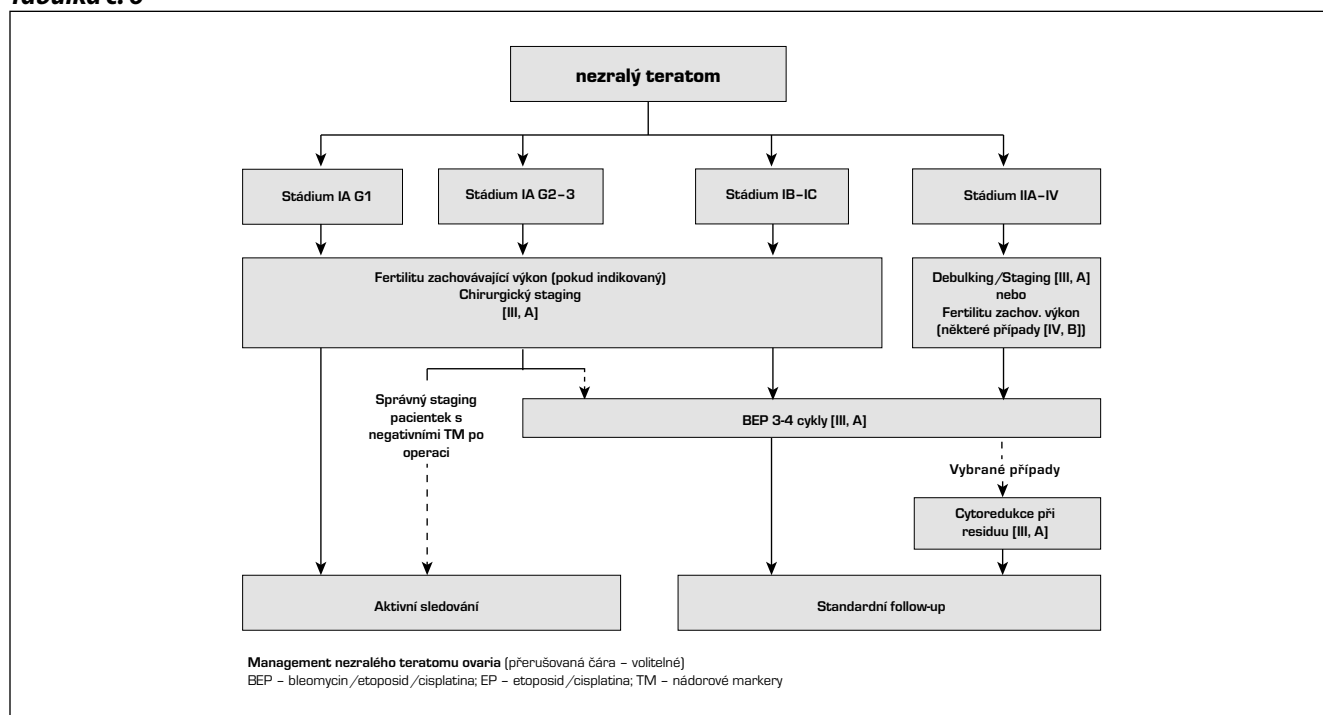 Tabulka č. 6
nezralý teratom
Stádium IA G1
Stádium IA G2–3
Stádium IB–IC
Stádium IIA–IV
Fertilitu zachovávající výkon (pokud indikovaný)
Chirurgický staging
[III, A]
Debulking/Staging [III, A]
nebo
Fertilitu zachov. výkon
(některé případy [IV, B])
Správný staging
pacientek s
negativními TM po
operaci
BEP 3-4 cykly [III, A]
Vybrané případy
Cytoredukce při
residuu [III, A]
Aktivní sledování
Standardní follow-up
Management nezralého teratomu ovaria (přerušovaná čára – volitelné)
BEP – bleomycin/etoposid/cisplatina; EP – etoposid/cisplatina; TM – nádorové markery